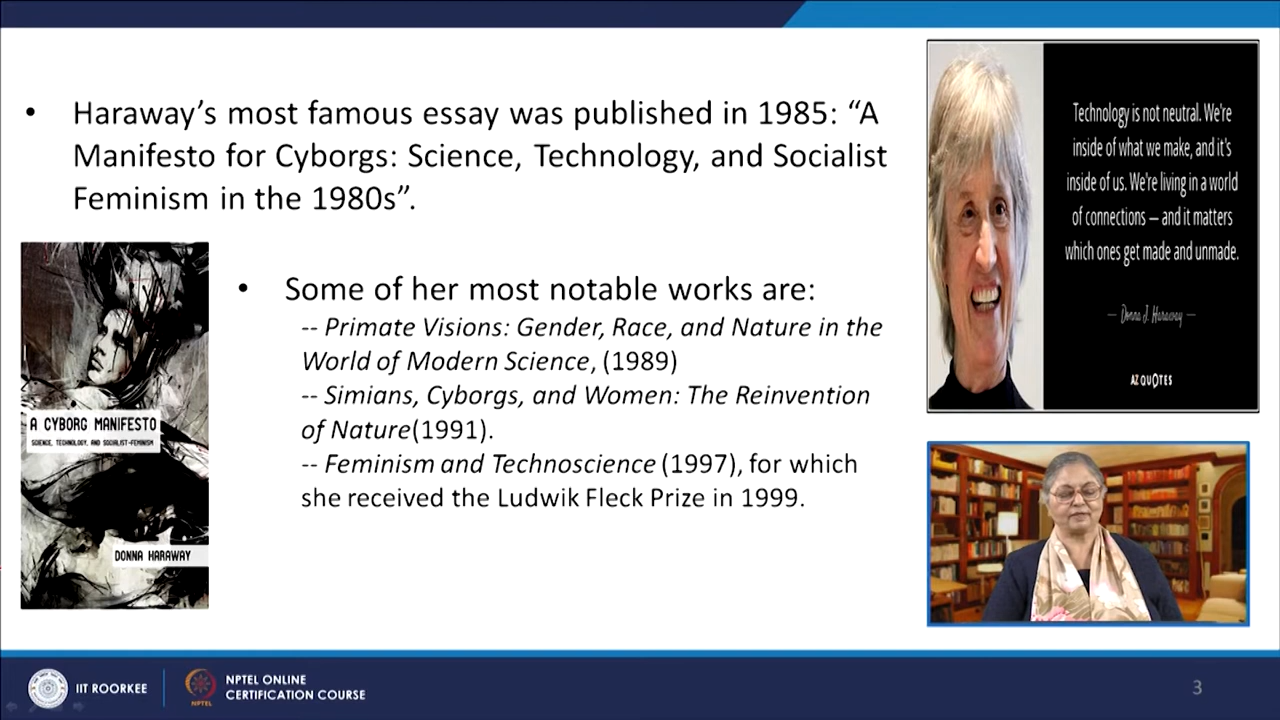 • Haraway's most famous essay was published in 1985: “A
Manifesto for Cyborgs: Science, Technology, and Socialist
Feminism in the 1980s”.
• Some of her most notable works are:
-- Primate Visions: Gender, Race, and Nature in the
World of Modern Science, (1989)
-- Simians, Cyborgs, and Women: The Reinvention
of Nature(1991).
-- Feminism and Technoscience (1997), for which
she received the Ludwik Fleck Prize in 1999.
A CYBORG MANIFESTO
SCIENCE, TECHNOLOGY, AND SOCIALIST-FEMINISM
DONNA HARAWAY
Technology is not neutral. We're
inside of what we make, and it's
inside of us. We're living in a world
of connections — and it matters
which ones get made and unmade.
— Donna J. Haraway —
AZ QUOTES
IIT ROORKEE
NPTEL
NPTEL ONLINE
CERTIFICATION COURSE
3